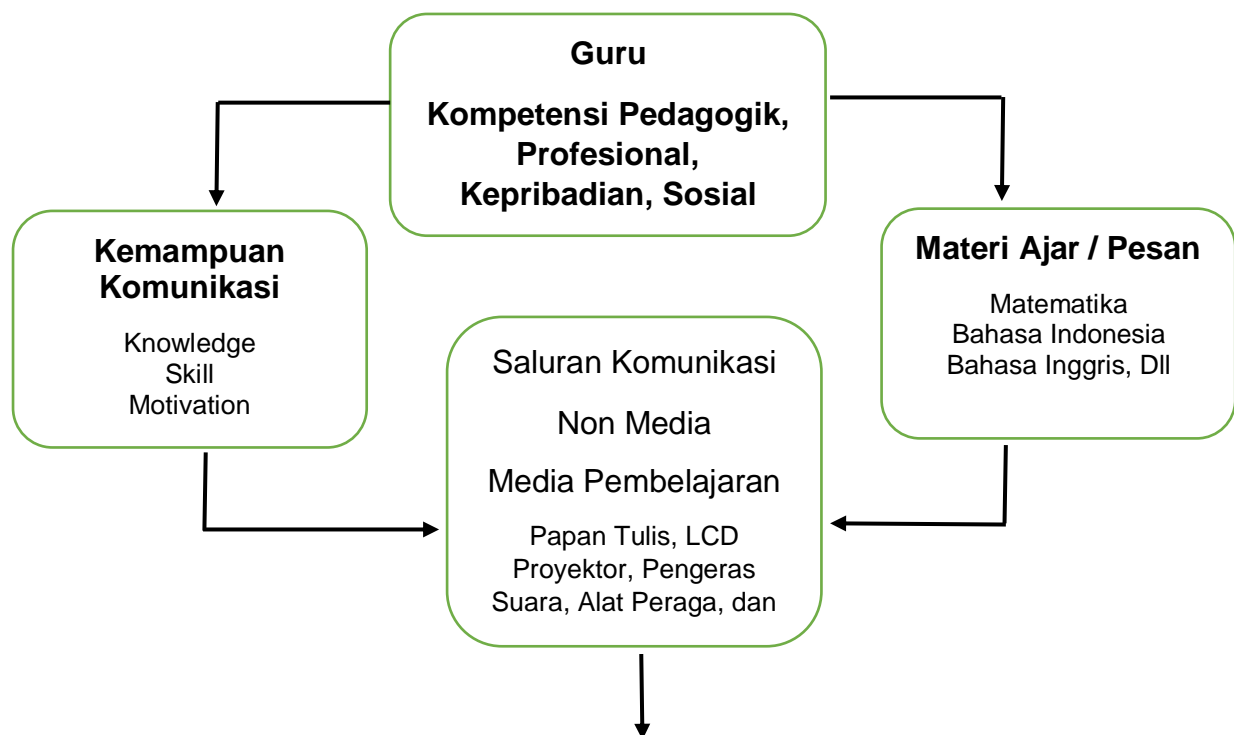 Guru
Kompetensi Pedagogik,
Profesional,
Kepribadian, Sosial
Kemampuan
Komunikasi
Knowledge
Skill
Motivation
Materi Ajar / Pesan
Matematika
Bahasa Indonesia
Bahasa Inggris, Dll
Saluran Komunikasi
Non Media
Media Pembelajaran
Papan Tulis, LCD
Proyektor, Pengeras
Suara, Alat Peraga, dan